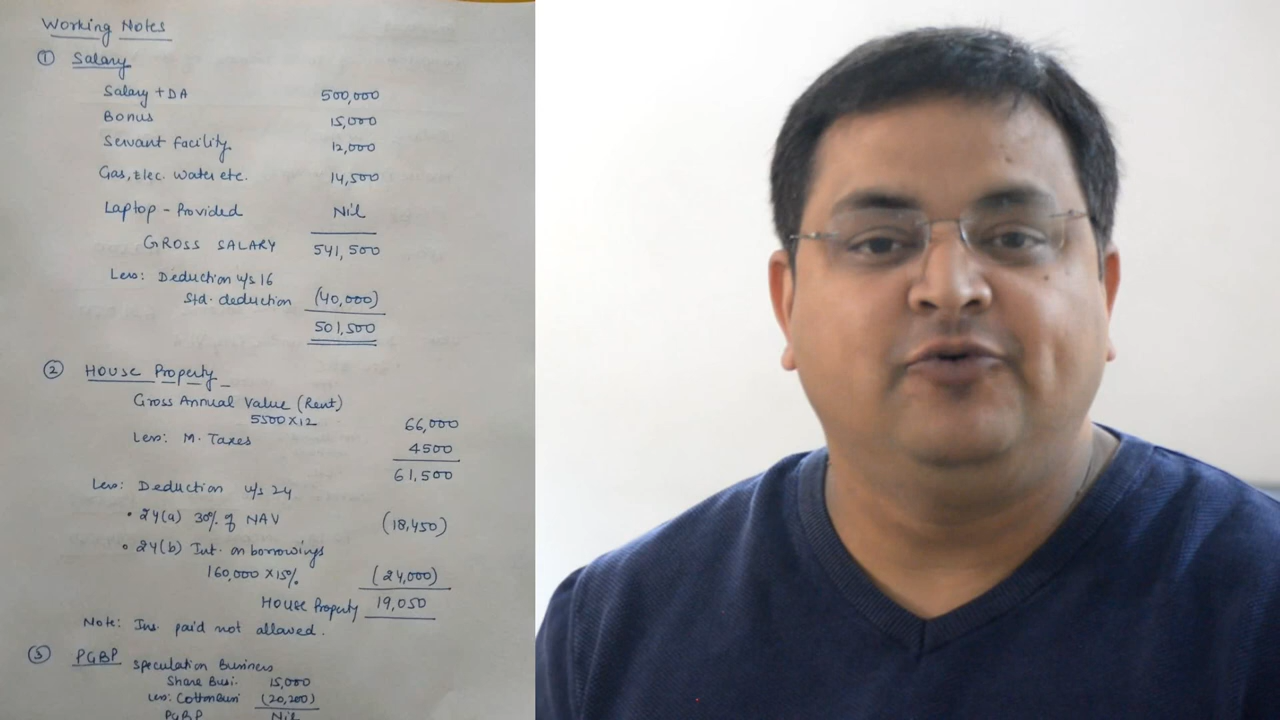 Working Notes
① Salary
Salary + DA 500,000
Bonus 15,000
Servant Facility 12,000
Gas, Elec. Water etc. 14,500
Laptop - Provided Nil
GROSS SALARY 541,500
Less: Deduction u/s 16
Std. deduction (40,000)
501,500
② HOUSE Property
Gross Annual Value (Rent)
5500 X 12 66,000
Less: M. Taxes 4500
61,500
Less: Deduction u/s 24
• 24(a) 30% of NAV (18,450)
• 24(b) Int. on borrowings
160,000 X 15% (24,000)
House Property 19,050
Note: Ins. paid not allowed.
③ PGBP Speculation Business
Share Busi. 15,000
Less: Cotton Busi (20,200)
PGBP Nil